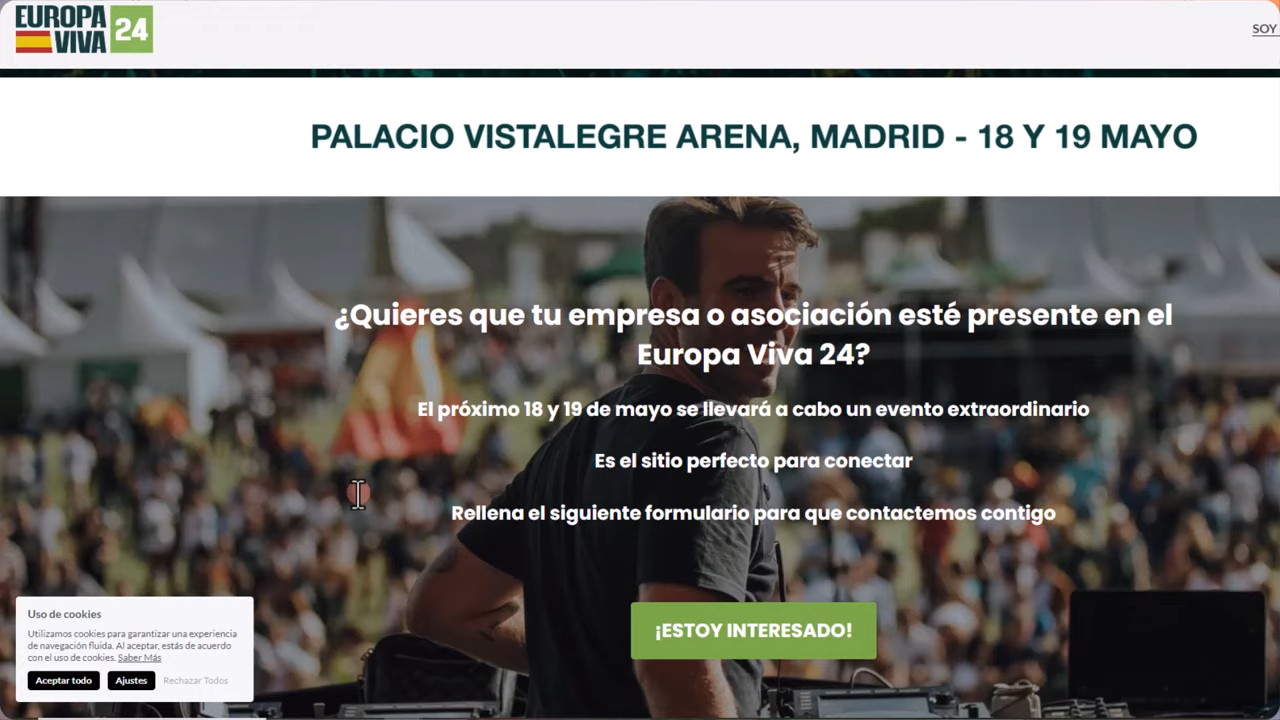 EUROPA
VIVA 24
SOY
PALACIO VISTALEGRE ARENA, MADRID - 18 Y 19 MAYO
¿Quieres que tu empresa o asociación esté presente en el
Europa Viva 24?
El próximo 18 y 19 de mayo se llevará a cabo un evento extraordinario
Es el sitio perfecto para conectar
Rellena el siguiente formulario para que contactemos contigo
¡ESTOY INTERESADO!
Uso de cookies
Utilizamos cookies para garantizar una experiencia
de navegación fluida. Al aceptar, estás de acuerdo
con el uso de cookies. Saber Más
Aceptar todo Ajustes Rechazar Todos